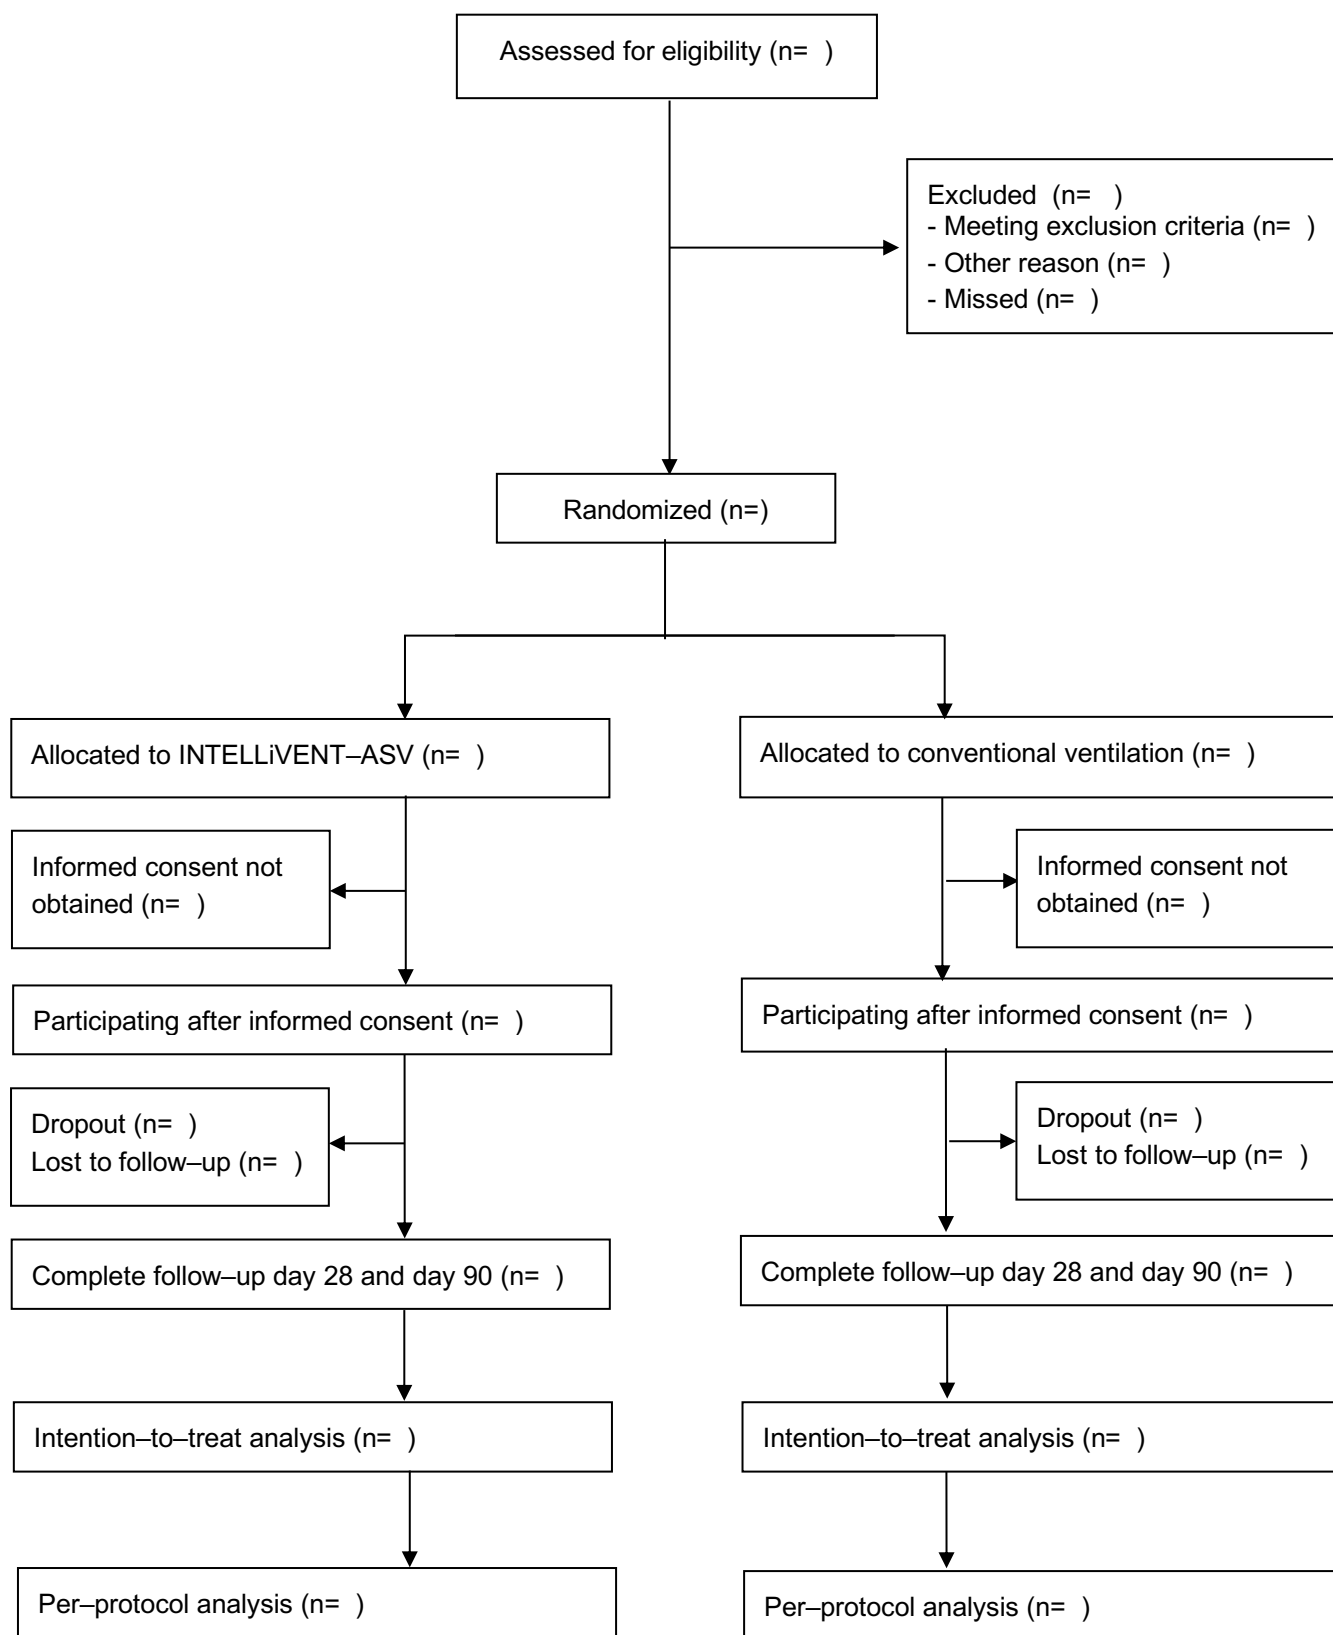 Assessed for eligibility (n=  )
Excluded  (n=   )
- Meeting exclusion criteria (n=  )
- Other reason (n=  )
- Missed (n=  )
Randomized (n=)
Allocated to INTELLiVENT–ASV (n=  )
Allocated to conventional ventilation (n=  )
Informed consent not
obtained (n=  )
Informed consent not
obtained (n=  )
Participating after informed consent (n=  )
Participating after informed consent (n=  )
Dropout (n=  )
Lost to follow–up (n=  )
Dropout (n=  )
Lost to follow–up (n=  )
Complete follow–up day 28 and day 90 (n=  )
Complete follow–up day 28 and day 90 (n=  )
Intention–to–treat analysis (n=  )
Intention–to–treat analysis (n=  )
Per–protocol analysis (n=  )
Per–protocol analysis (n=  )